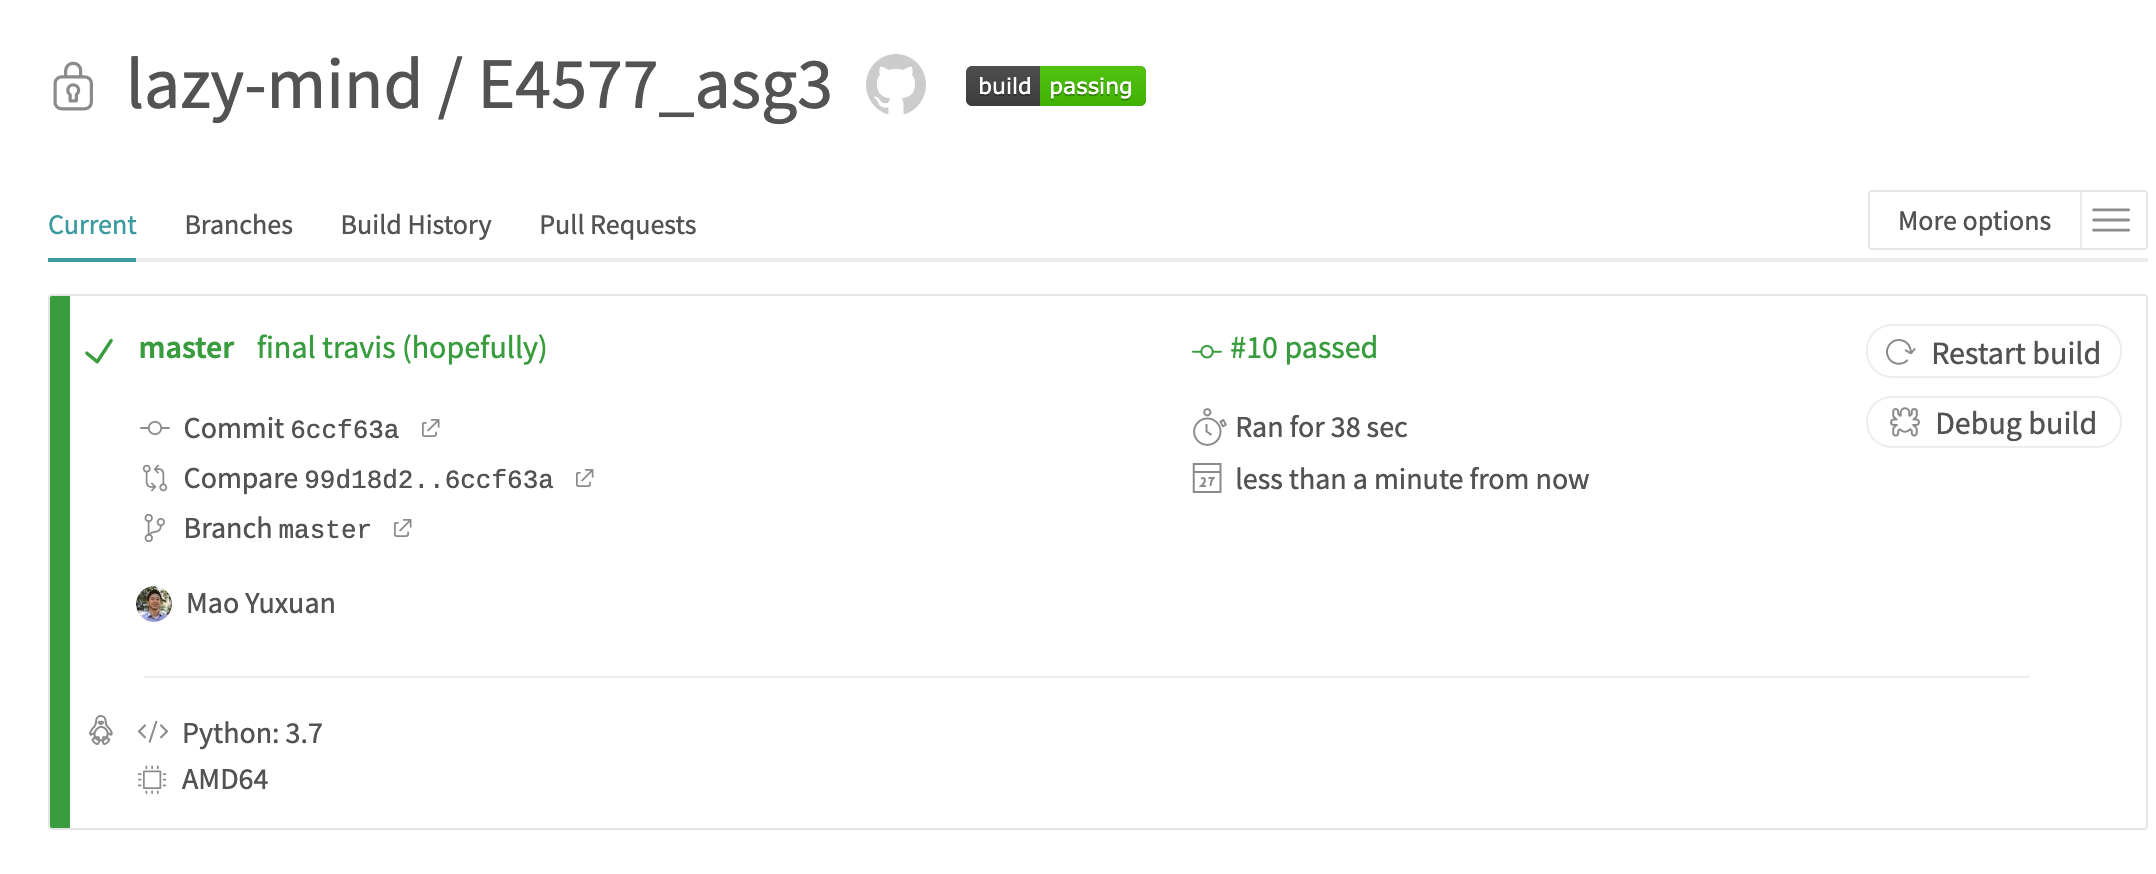 lazy-mind / E4577_asg3 build passing
Current Branches Build History Pull Requests More options
master final travis (hopefully)
Commit 6ccf63a
Compare 99d18d2..6ccf63a
Branch master
Mao Yuxuan
#10 passed
Ran for 38 sec
27 less than a minute from now
Restart build
Debug build
</> Python: 3.7
AMD64